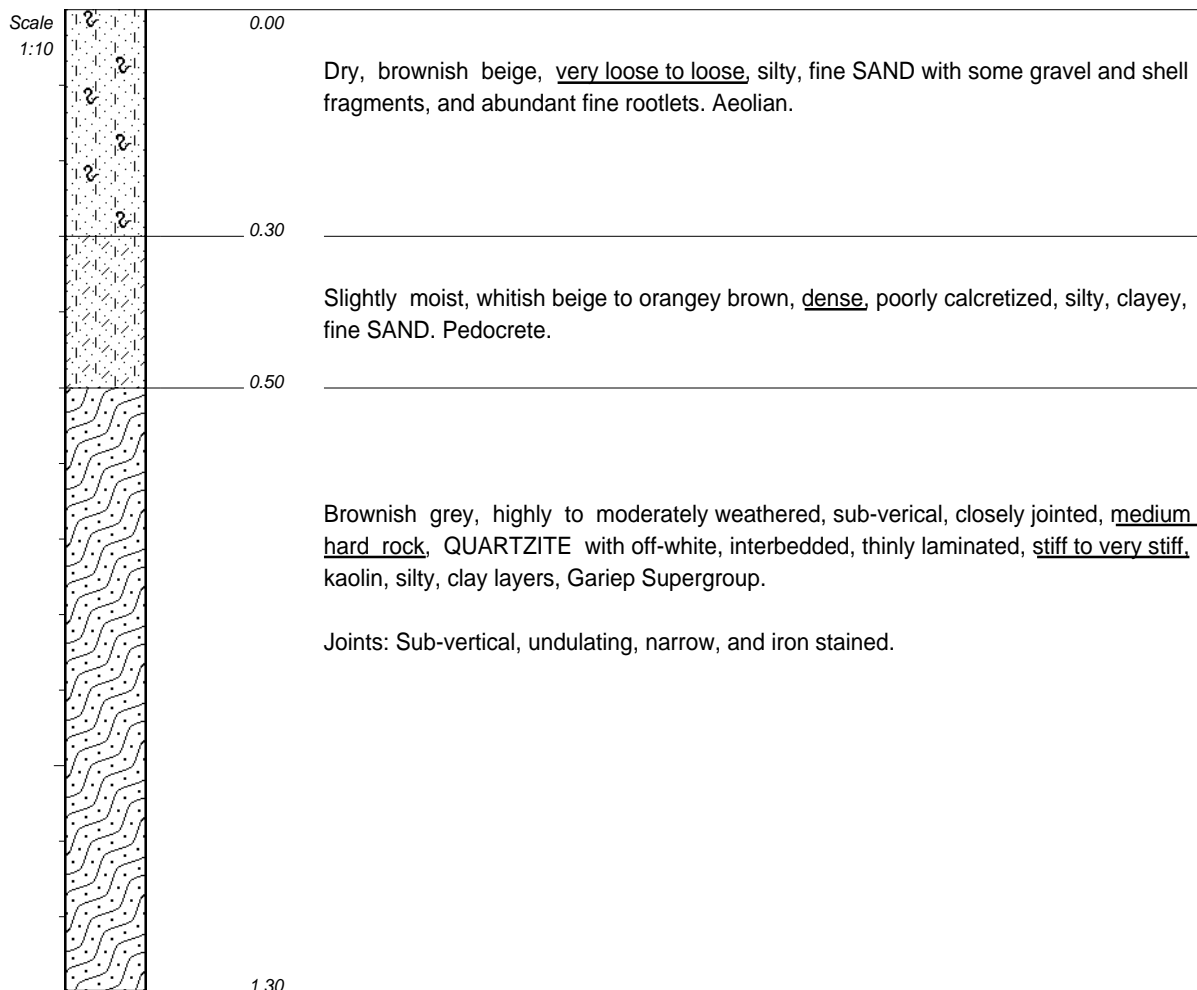 Scale
1:10
0.00
Dry, brownish beige, very loose to loose, silty, fine SAND with some gravel and shell
fragments, and abundant fine rootlets. Aeolian.
0.30
Slightly moist, whitish beige to orangey brown, dense, poorly calcretized, silty, clayey,
fine SAND. Pedocrete.
0.50
Brownish grey, highly to moderately weathered, sub-verical, closely jointed, medium
hard rock, QUARTZITE with off-white, interbedded, thinly laminated, stiff to very stiff,
kaolin, silty, clay layers, Gariep Supergroup.
Joints: Sub-vertical, undulating, narrow, and iron stained.
1.30